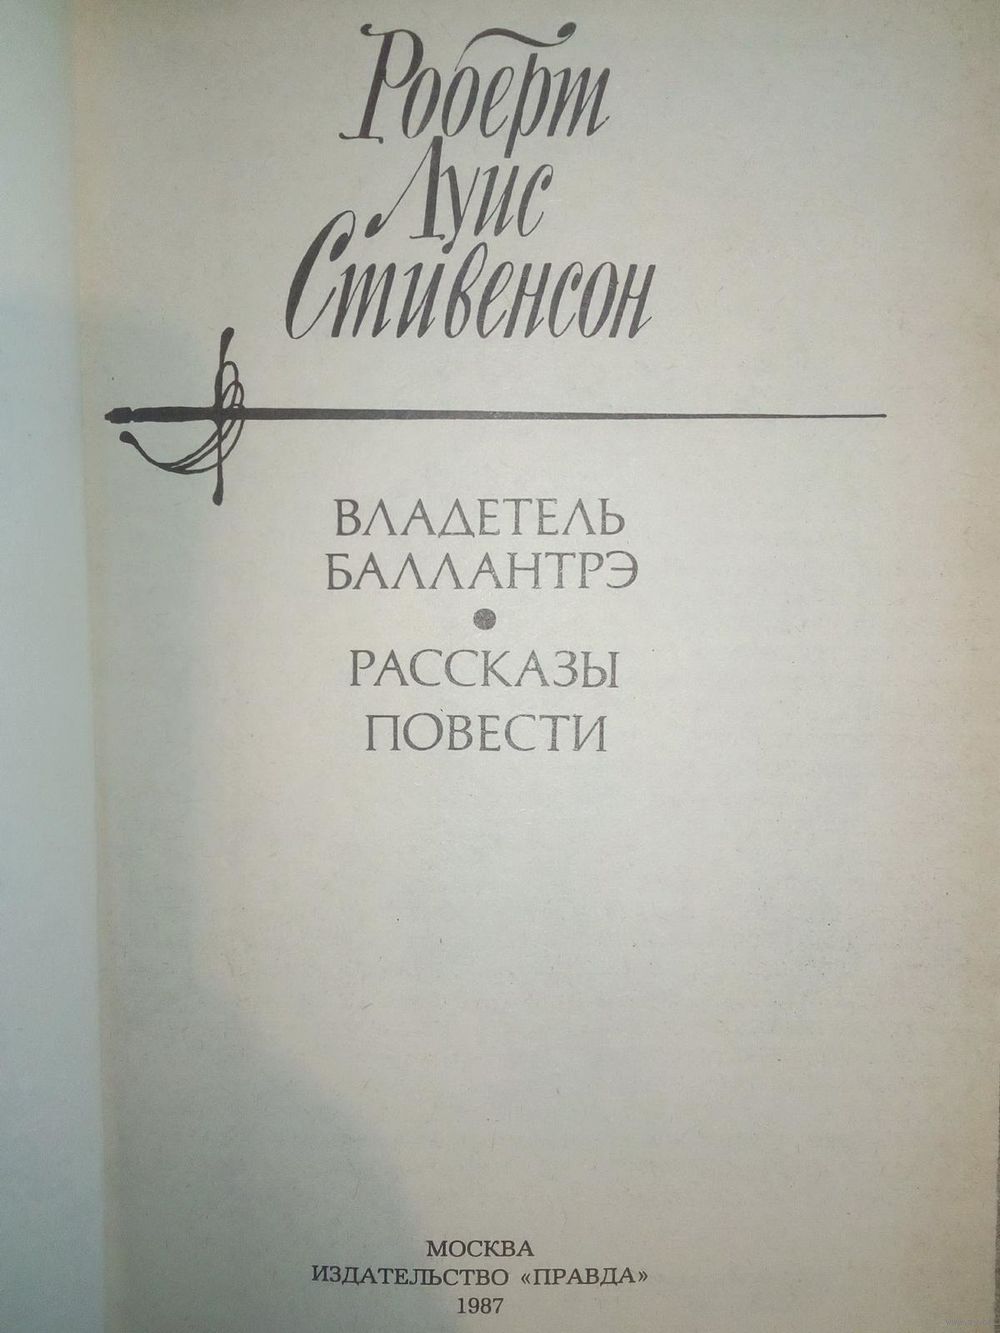 Роберт
Луис
Стивенсон
ВЛАДЕТЕЛЬ
БАЛЛАНТРЭ
•
РАССКАЗЫ
ПОВЕСТИ
МОСКВА
ИЗДАТЕЛЬСТВО «ПРАВДА»
1987